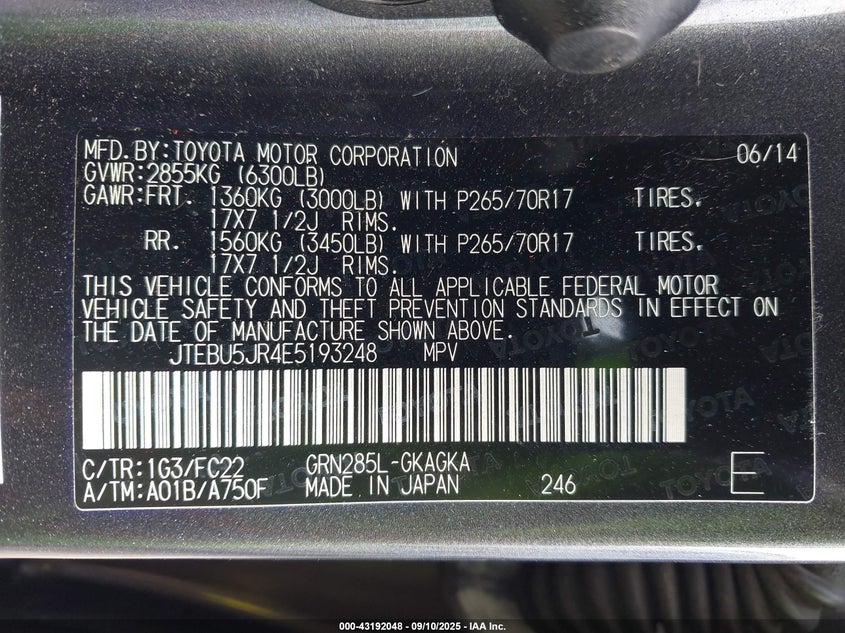 MFD.BY:TOYOTA MOTOR CORPORATION 06/14
GVWR:2855KG (6300LB)
GAWR:FRT. 1360KG (3000LB) WITH P265/70R17 TIRES.
17X7 1/2J RIMS.
RR. 1560KG (3450LB) WITH P265/70R17 TIRES.
17X7 1/2J RIMS.
THIS VEHICLE CONFORMS TO ALL APPLICABLE FEDERAL MOTOR
VEHICLE SAFETY AND THEFT PREVENTION STANDARDS IN EFFECT ON
THE DATE OF MANUFACTURE SHOWN ABOVE.
JTEBU5JR4E5193248 MPV
C/TR:1G3/FC22 GRN285L-GKAGKA
A/TM:A01B/A750F MADE IN JAPAN 246 E
TOYOTA
000-43192048 - 09/10/2025 - IAA Inc.